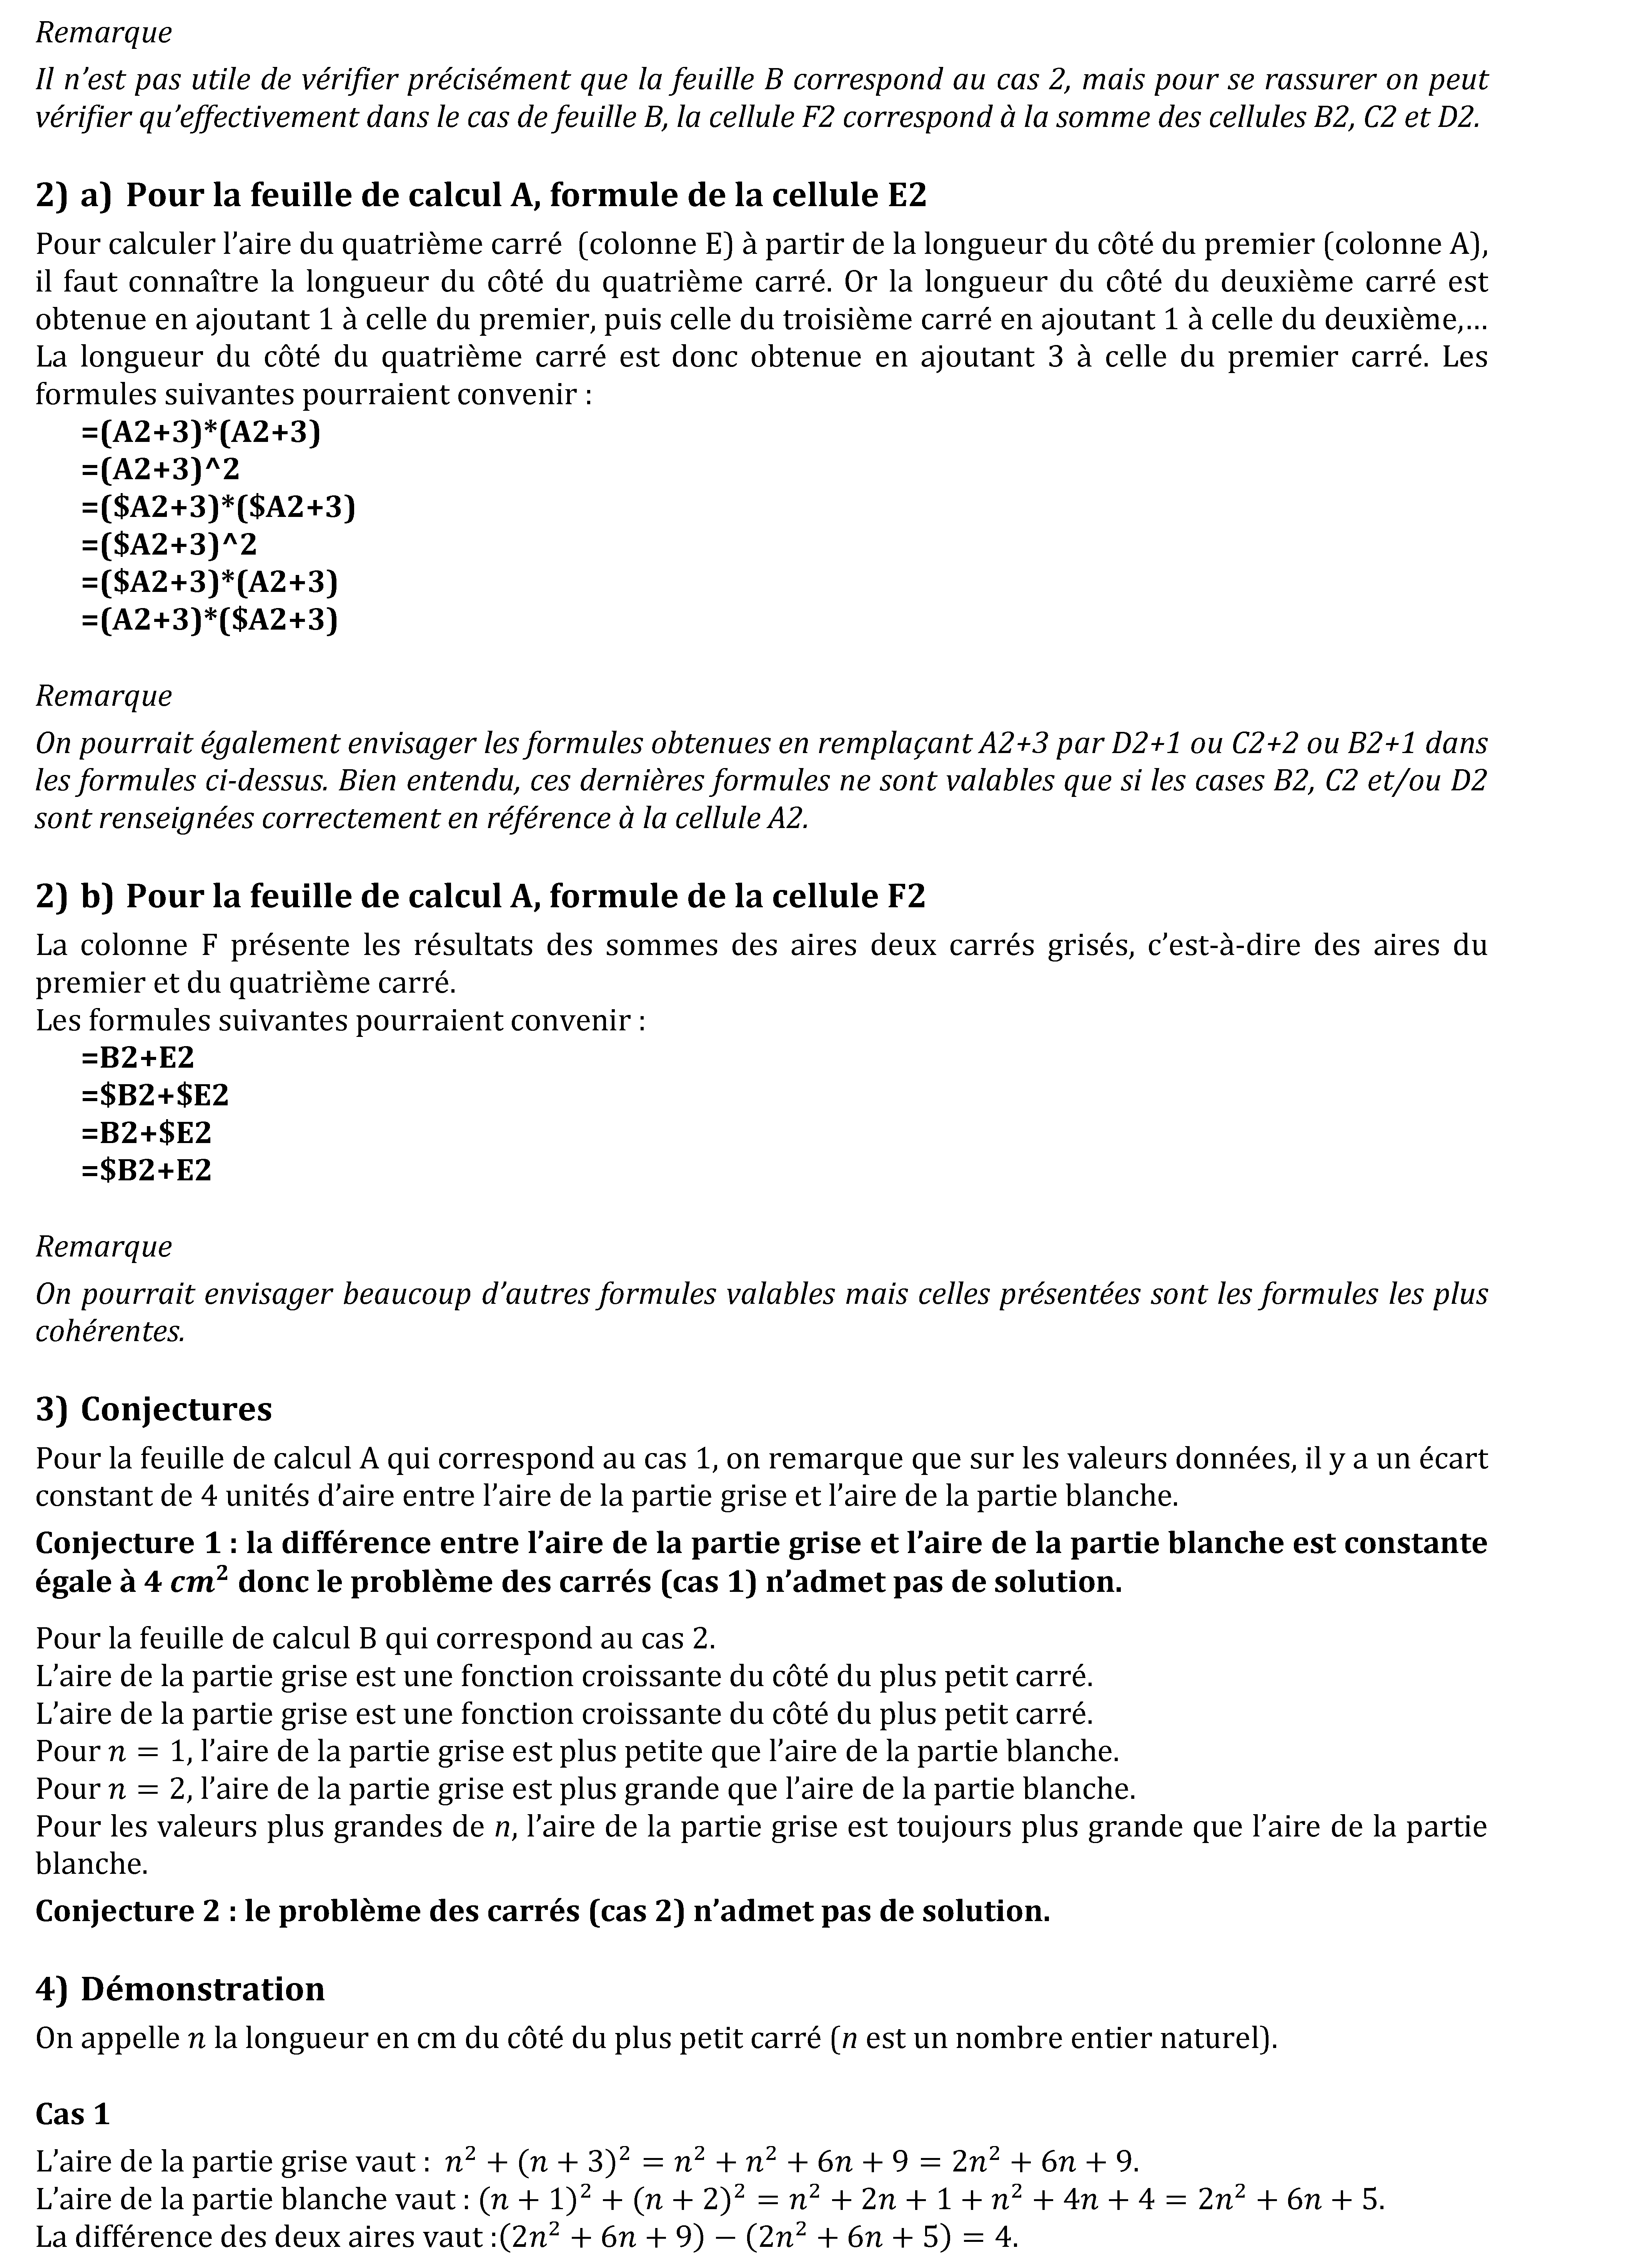 Remarque
Il n’est pas utile de vérifier précisément que la feuille B correspond au cas 2, mais pour se rassurer on peut
vérifier qu’effectivement dans le cas de feuille B, la cellule F2 correspond à la somme des cellules B2, C2 et D2.
2) a) Pour la feuille de calcul A, formule de la cellule E2
Pour calculer l’aire du quatrième carré (colonne E) à partir de la longueur du côté du premier (colonne A),
il faut connaître la longueur du côté du quatrième carré. Or la longueur du côté du deuxième carré est
obtenue en ajoutant 1 à celle du premier, puis celle du troisième carré en ajoutant 1 à celle du deuxième,…
La longueur du côté du quatrième carré est donc obtenue en ajoutant 3 à celle du premier carré. Les
formules suivantes pourraient convenir :
=(A2+3)*(A2+3)
=(A2+3)^2
=($A2+3)*($A2+3)
=($A2+3)^2
=($A2+3)*(A2+3)
=(A2+3)*($A2+3)
Remarque
On pourrait également envisager les formules obtenues en remplaçant A2+3 par D2+1 ou C2+2 ou B2+1 dans
les formules ci-dessus. Bien entendu, ces dernières formules ne sont valables que si les cases B2, C2 et/ou D2
sont renseignées correctement en référence à la cellule A2.
2) b) Pour la feuille de calcul A, formule de la cellule F2
La colonne F présente les résultats des sommes des aires deux carrés grisés, c’est-à-dire des aires du
premier et du quatrième carré.
Les formules suivantes pourraient convenir :
=B2+E2
=$B2+$E2
=B2+$E2
=$B2+E2
Remarque
On pourrait envisager beaucoup d’autres formules valables mais celles présentées sont les formules les plus
cohérentes.
3) Conjectures
Pour la feuille de calcul A qui correspond au cas 1, on remarque que sur les valeurs données, il y a un écart
constant de 4 unités d’aire entre l’aire de la partie grise et l’aire de la partie blanche.
Conjecture 1 : la différence entre l’aire de la partie grise et l’aire de la partie blanche est constante
égale à 4 cm² donc le problème des carrés (cas 1) n’admet pas de solution.
Pour la feuille de calcul B qui correspond au cas 2.
L’aire de la partie grise est une fonction croissante du côté du plus petit carré.
L’aire de la partie grise est une fonction croissante du côté du plus petit carré.
Pour n = 1, l’aire de la partie grise est plus petite que l’aire de la partie blanche.
Pour n = 2, l’aire de la partie grise est plus grande que l’aire de la partie blanche.
Pour les valeurs plus grandes de n, l’aire de la partie grise est toujours plus grande que l’aire de la partie
blanche.
Conjecture 2 : le problème des carrés (cas 2) n’admet pas de solution.
4) Démonstration
On appelle n la longueur en cm du côté du plus petit carré (n est un nombre entier naturel).
Cas 1
L’aire de la partie grise vaut : n² + (n + 3)² = n² + n² + 6n + 9 = 2n² + 6n + 9.
L’aire de la partie blanche vaut : (n + 1)² + (n + 2)² = n² + 2n + 1 + n² + 4n + 4 = 2n² + 6n + 5.
La différence des deux aires vaut :(2n² + 6n + 9) − (2n² + 6n + 5) = 4.